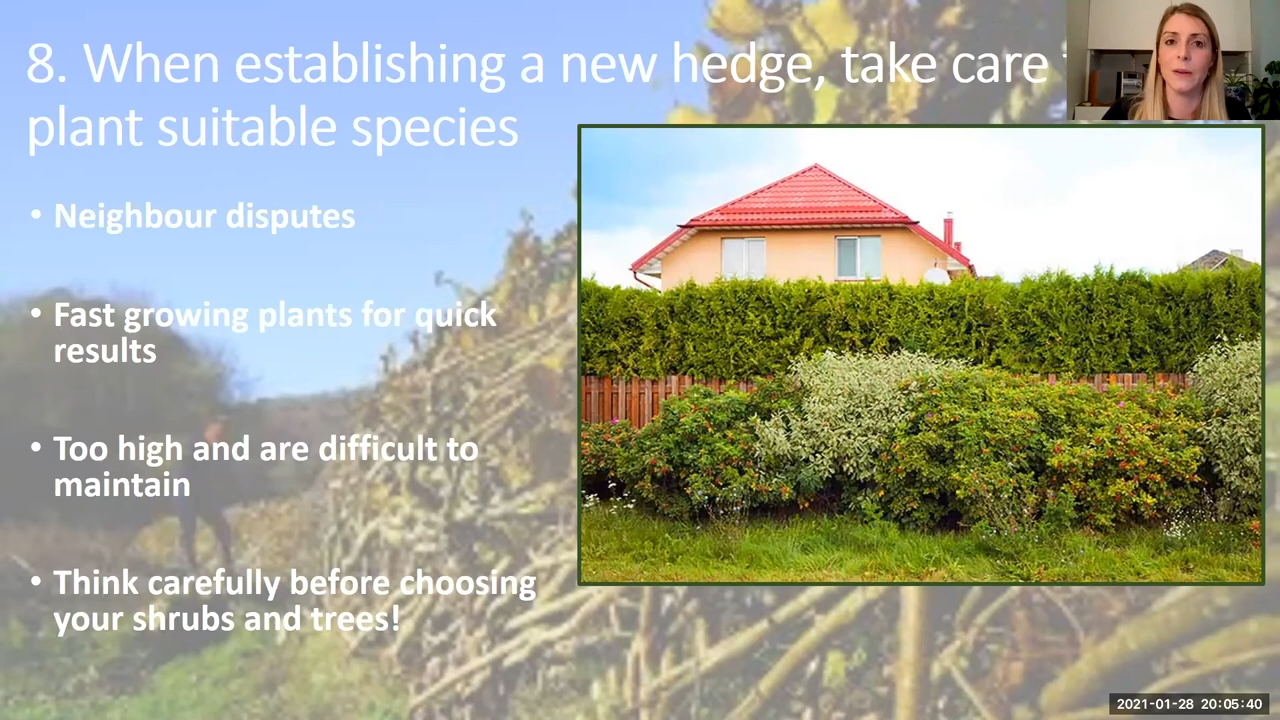 8. When establishing a new hedge, take care
plant suitable species
• Neighbour disputes
• Fast growing plants for quick
results
• Too high and are difficult to
maintain
• Think carefully before choosing
your shrubs and trees!
2021-01-28 20:05:40